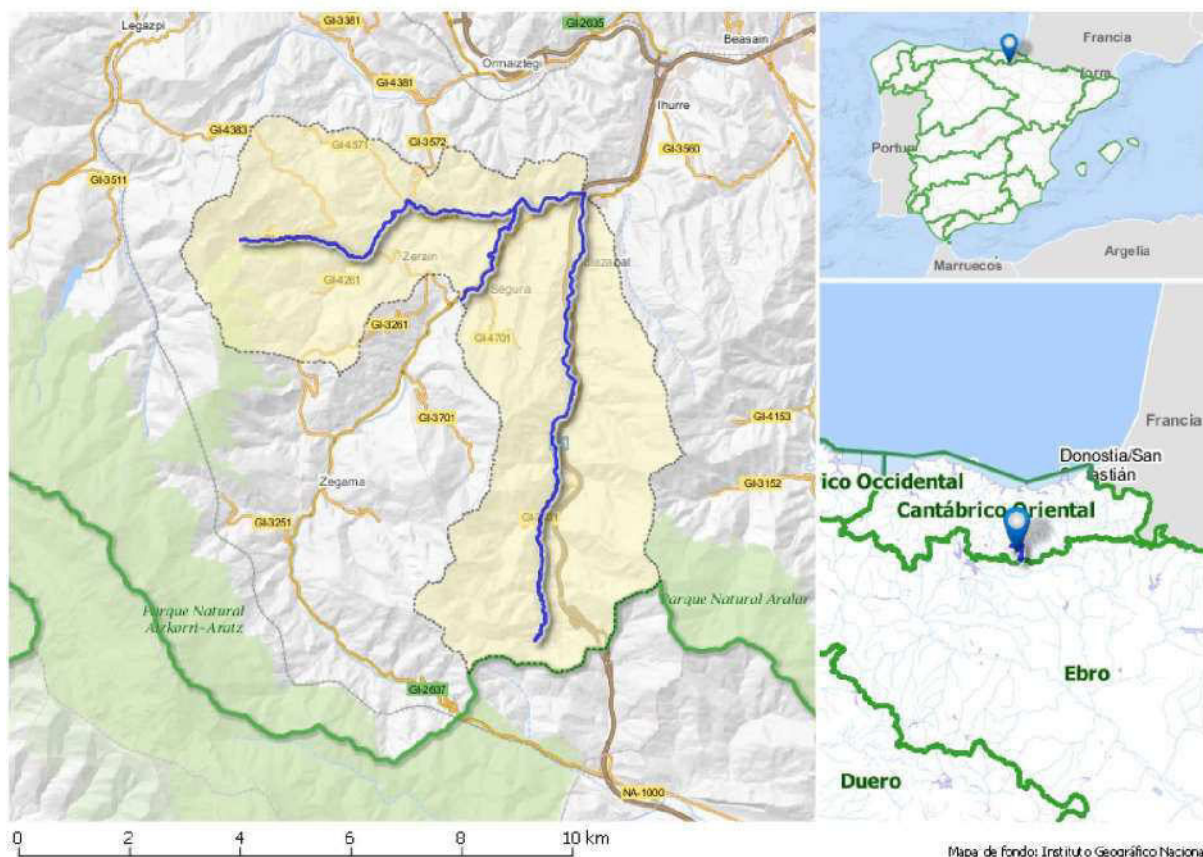 Legazpi
GI-3381
GI-2635
Beasain
Ormaiztegi
GI-4381
Ihurre
GI-4383
GI-3572
GI-4571
GI-3560
GI-3511
Zerain
GI-4261
Segura
GI-3261
GI-4701
GI-3701
GI-4153
Zegama
GI-3152
GI-3251
Parque Natural Aralar
Parque Natural
Aizkorri-Aratz
GI-2637
NA-1000
0 2 4 6 8 10 km
Francia
Portu
Marruecos
Argelia
Francia
Donostia/San
astián
ico Occidental
Cantábrico Oriental
Ebro
Duero
Mapa de fondo: Instituto Geográfico Naciona